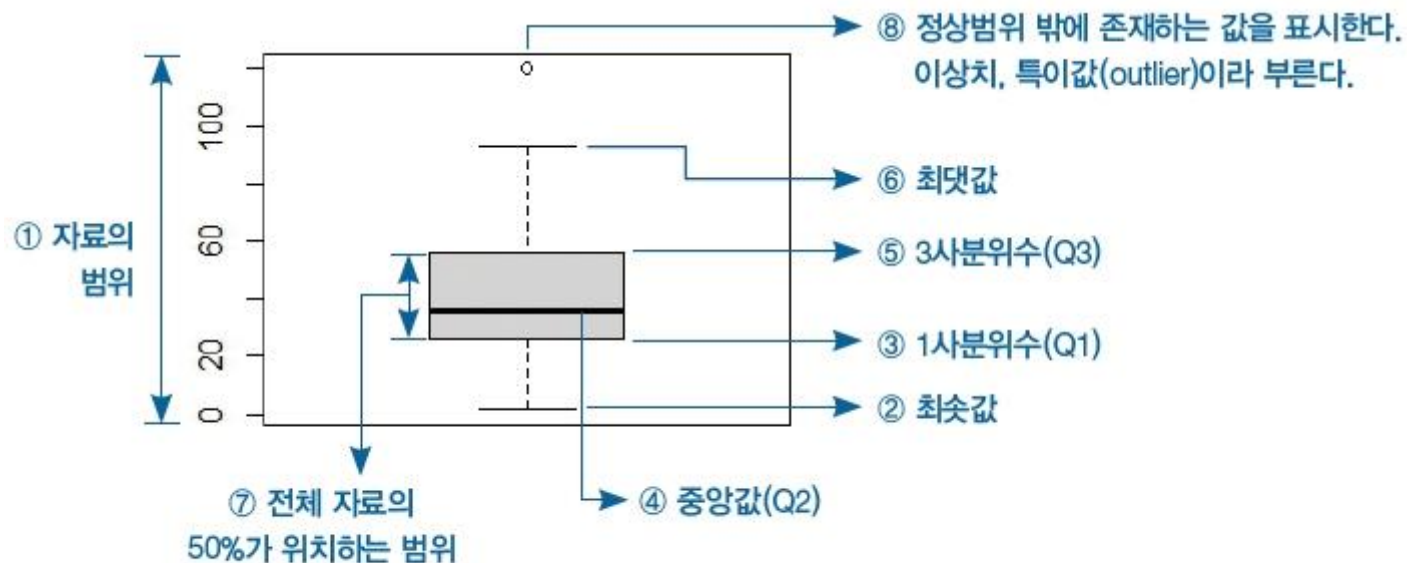 ⑧ 정상범위 밖에 존재하는 값을 표시한다.
이상치, 특이값(outlier)이라 부른다.
100
60
20
0
① 자료의
범위
⑥ 최댓값
⑤ 3사분위수(Q3)
③ 1사분위수(Q1)
② 최솟값
④ 중앙값(Q2)
⑦ 전체 자료의
50%가 위치하는 범위